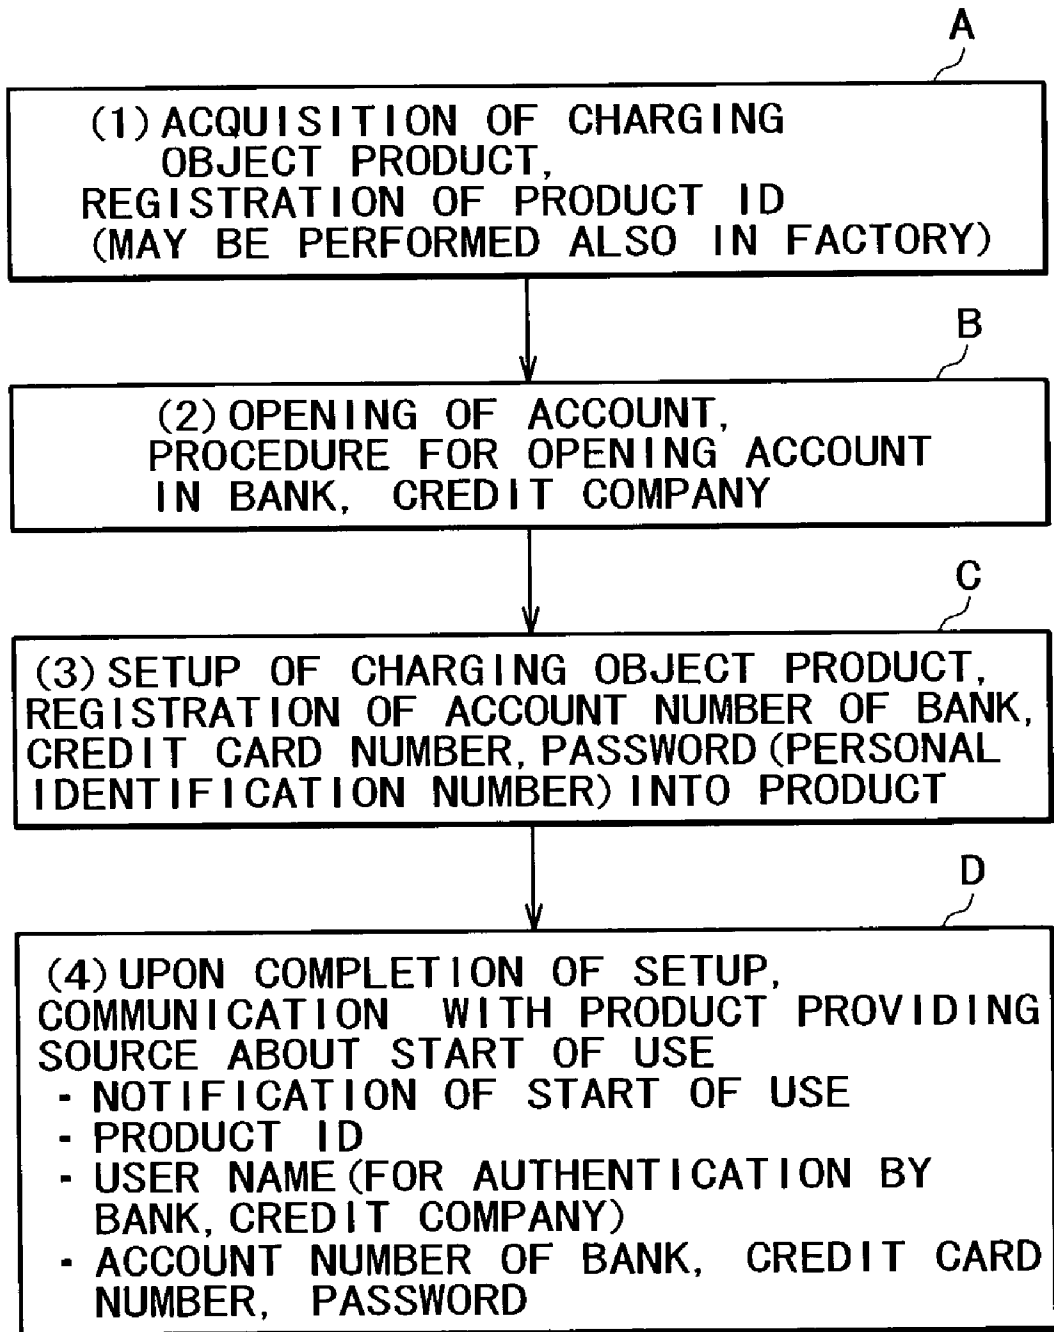 A
(1) ACQUISITION OF CHARGING
OBJECT PRODUCT,
REGISTRATION OF PRODUCT ID
(MAY BE PERFORMED ALSO IN FACTORY)
B
(2) OPENING OF ACCOUNT,
PROCEDURE FOR OPENING ACCOUNT
IN BANK, CREDIT COMPANY
C
(3) SETUP OF CHARGING OBJECT PRODUCT,
REGISTRATION OF ACCOUNT NUMBER OF BANK,
CREDIT CARD NUMBER, PASSWORD (PERSONAL
IDENTIFICATION NUMBER) INTO PRODUCT
D
(4) UPON COMPLETION OF SETUP,
COMMUNICATION WITH PRODUCT PROVIDING
SOURCE ABOUT START OF USE
- NOTIFICATION OF START OF USE
- PRODUCT ID
- USER NAME (FOR AUTHENTICATION BY
BANK, CREDIT COMPANY)
- ACCOUNT NUMBER OF BANK, CREDIT CARD
NUMBER, PASSWORD